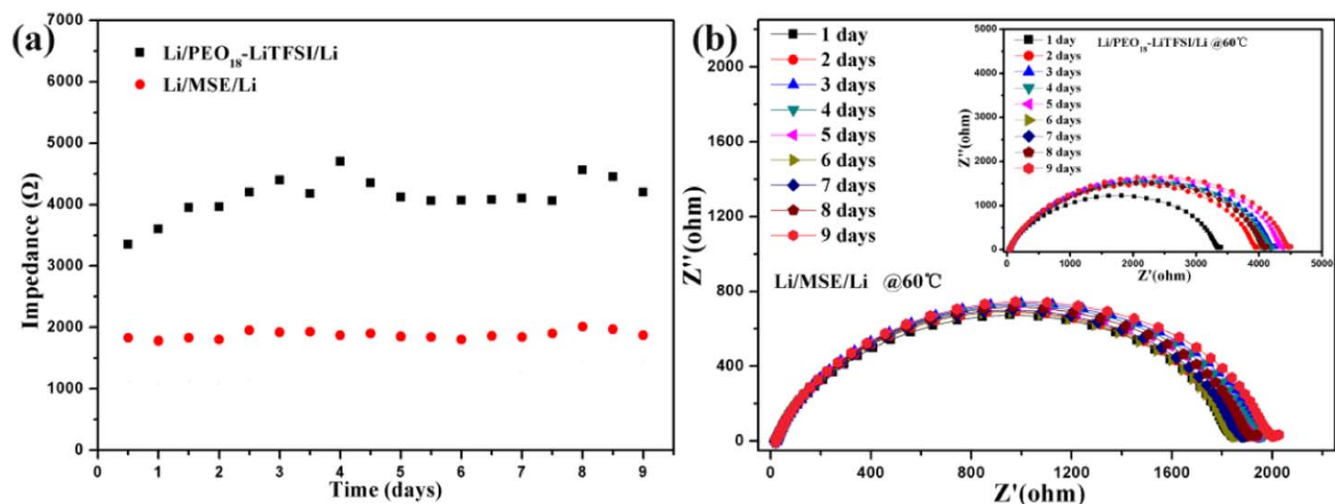 (a)
7000
6000
5000
4000
3000
2000
1000
0
Impedance (Ω)
Li/PEO18-LiTFSI/Li
Li/MSE/Li
0 1 2 3 4 5 6 7 8 9
Time (days)
(b)
2200
1800
1400
1200
800
400
0
Z''(ohm)
1 day
2 days
3 days
4 days
5 days
6 days
7 days
8 days
9 days
Li/MSE/Li @60℃
0 400 800 1200 1600 2000
Z'(ohm)
5000
4000
3000
2000
1500
1000
500
0
Z''(ohm)
Li/PEO18-LiTFSI/Li @60℃
1 day
2 days
3 days
4 days
5 days
6 days
7 days
8 days
9 days
0 1000 2000 3000 4000 5000
Z'(ohm)